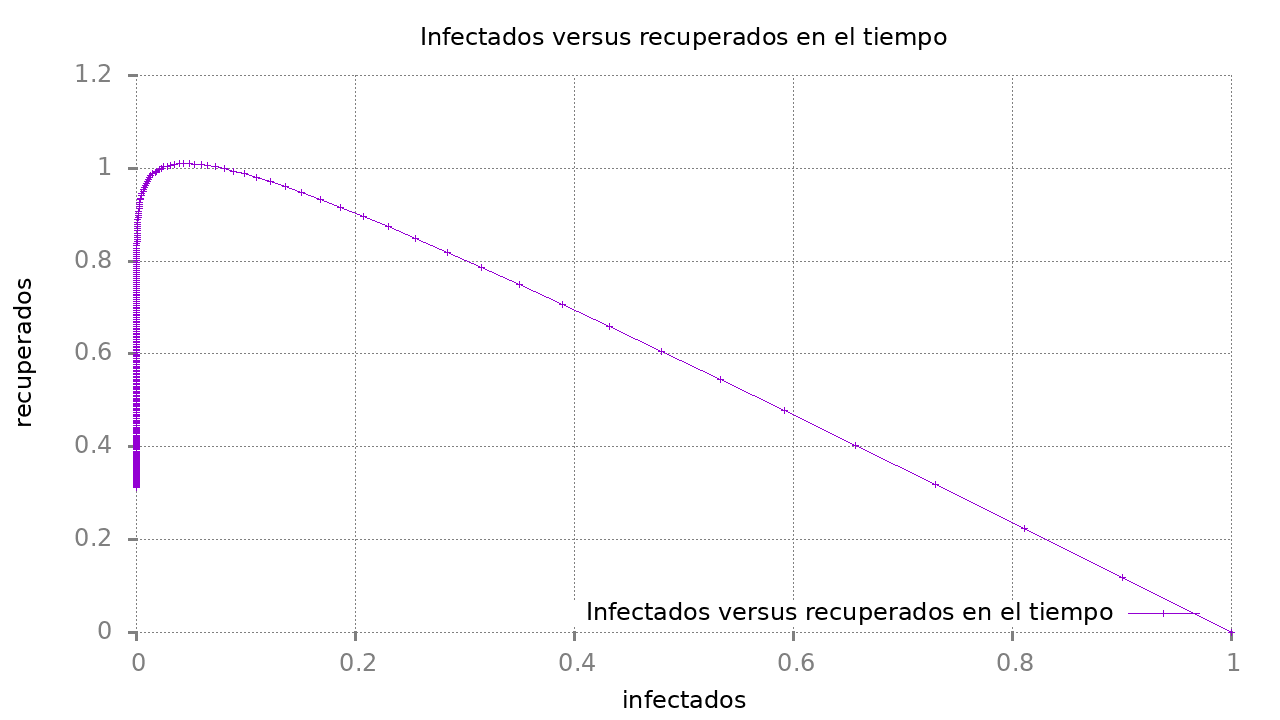 Infectados versus recuperados en el tiempo
1.2
1
0.8
0.6
0.4
0.2
0
recuperados
Infectados versus recuperados en el tiempo
0 0.2 0.4 0.6 0.8 1
infectados